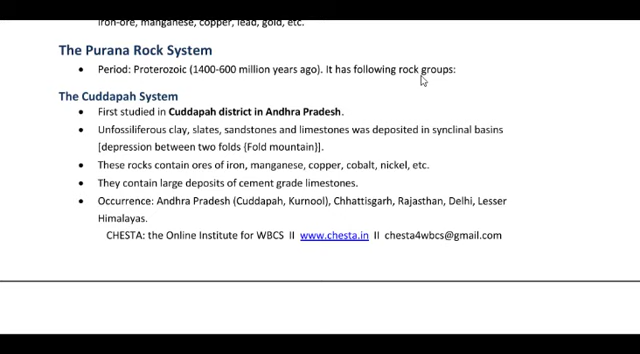 iron-ore, manganese, copper, lead, gold, etc.
The Purana Rock System
• Period: Proterozoic (1400-600 million years ago). It has following rock groups:
The Cuddapah System
• First studied in Cuddapah district in Andhra Pradesh.
• Unfossiliferous clay, slates, sandstones and limestones was deposited in synclinal basins
[depression between two folds {Fold mountain}].
• These rocks contain ores of iron, manganese, copper, cobalt, nickel, etc.
• They contain large deposits of cement grade limestones.
• Occurrence: Andhra Pradesh (Cuddapah, Kurnool), Chhattisgarh, Rajasthan, Delhi, Lesser
Himalayas.
CHESTA: the Online Institute for WBCS II www.chesta.in II chesta4wbcs@gmail.com